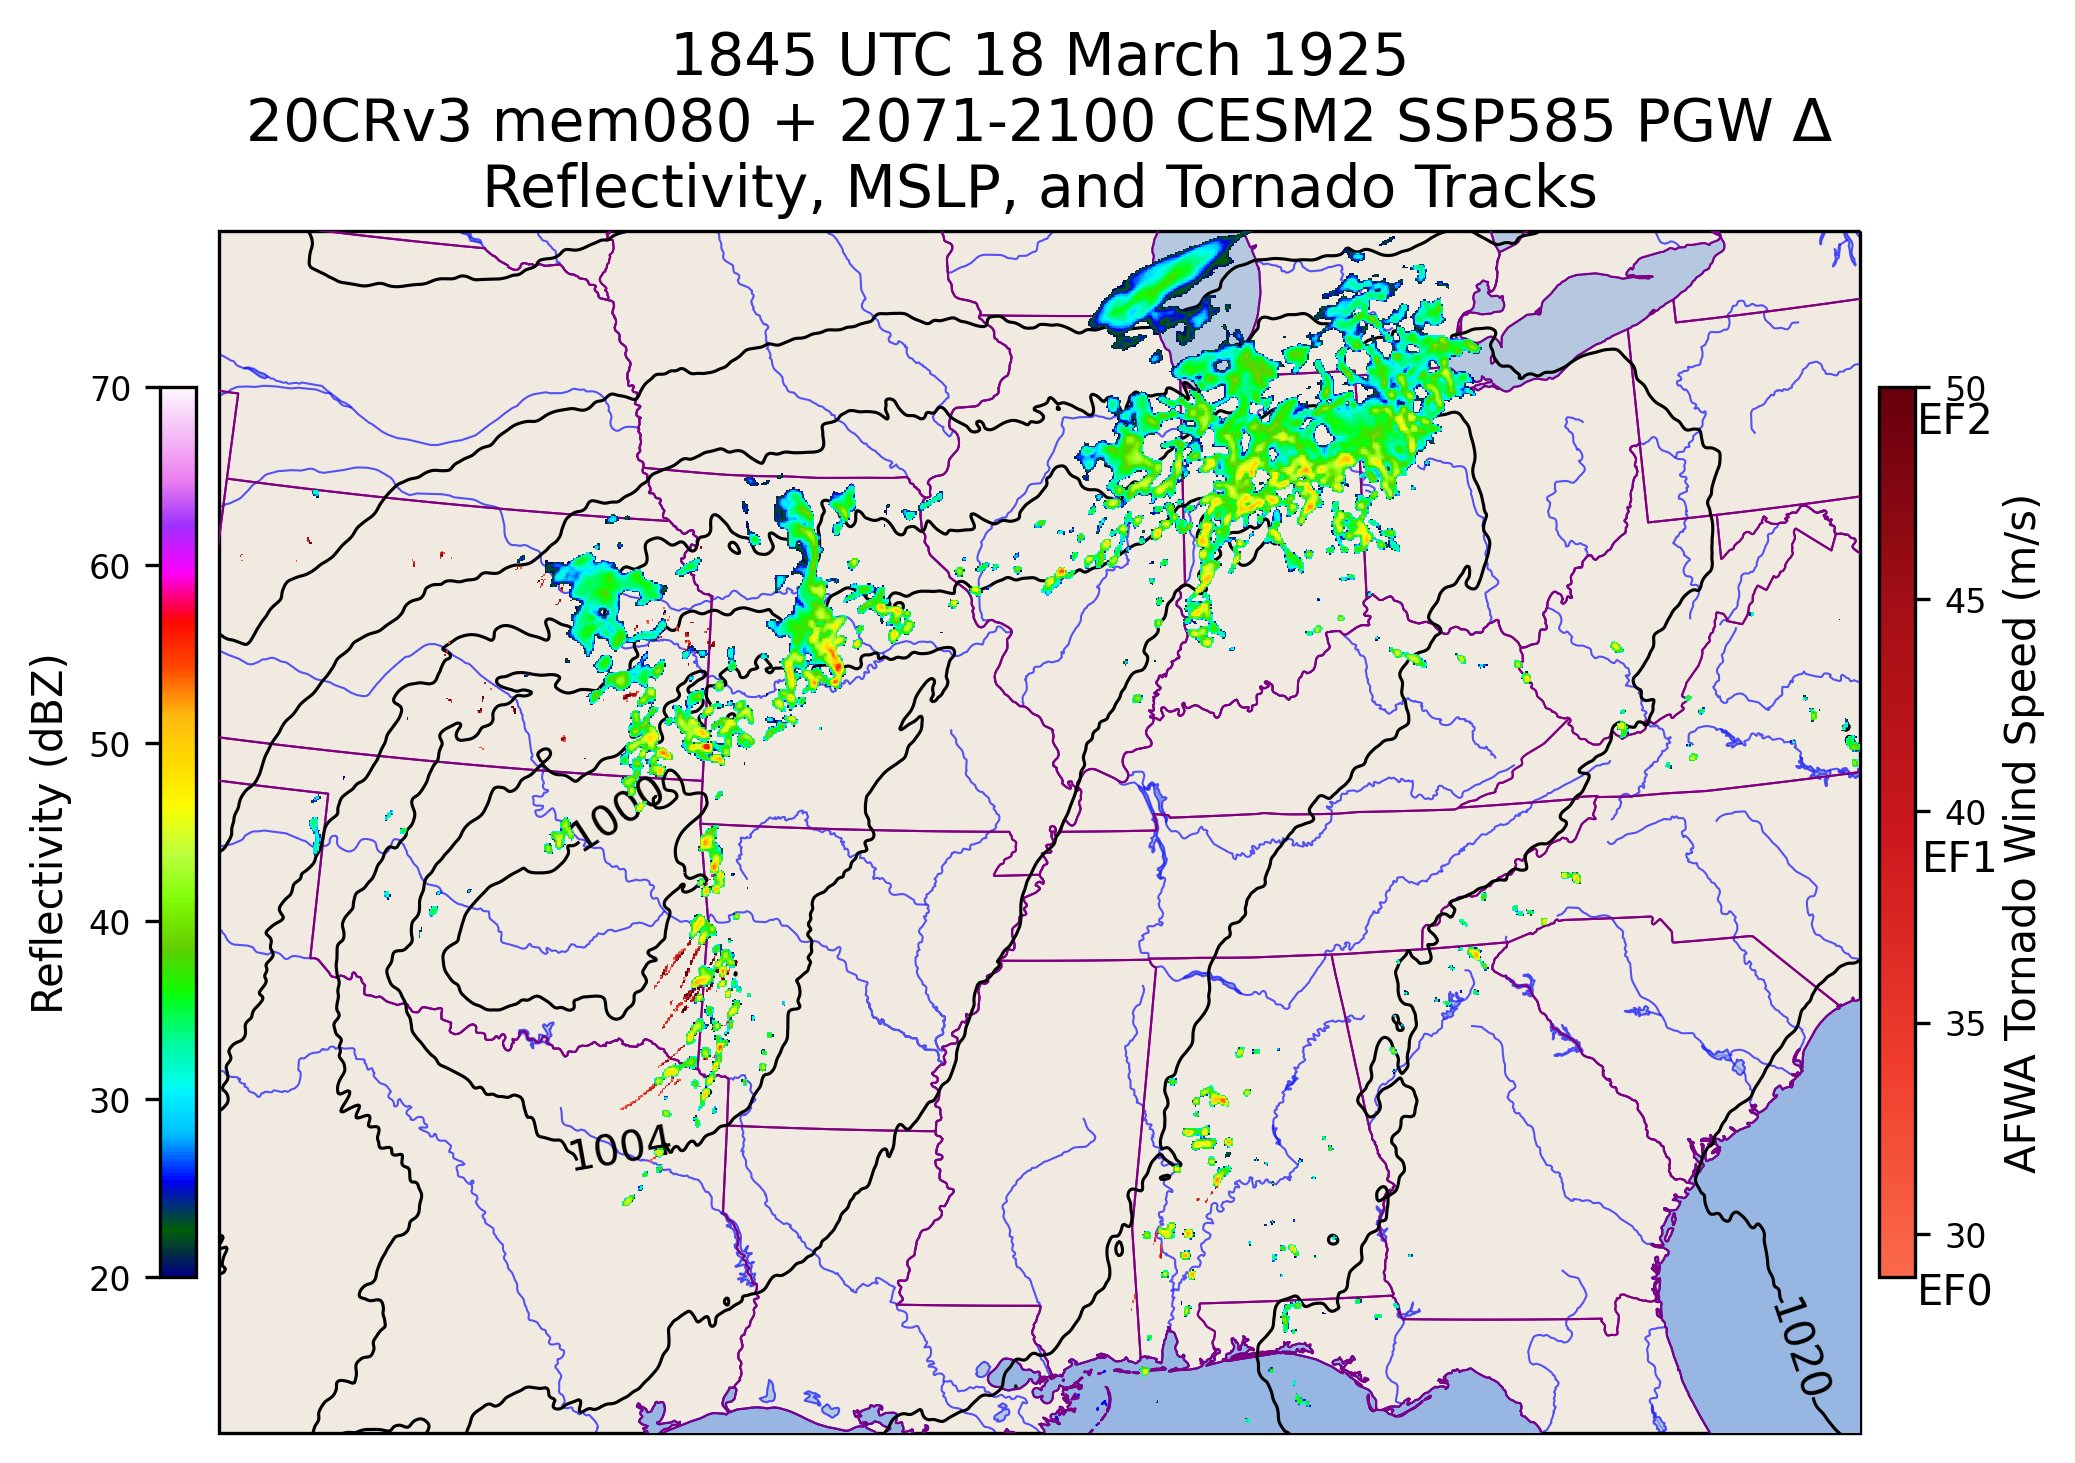 1845 UTC 18 March 1925
20CRv3 mem080 + 2071-2100 CESM2 SSP585 PGW Δ
Reflectivity, MSLP, and Tornado Tracks
Reflectivity (dBZ)
70
60
50
40
30
20
1000
1004
1020
50
EF2
45
40
EF1
35
30
EF0
AFWA Tornado Wind Speed (m/s)